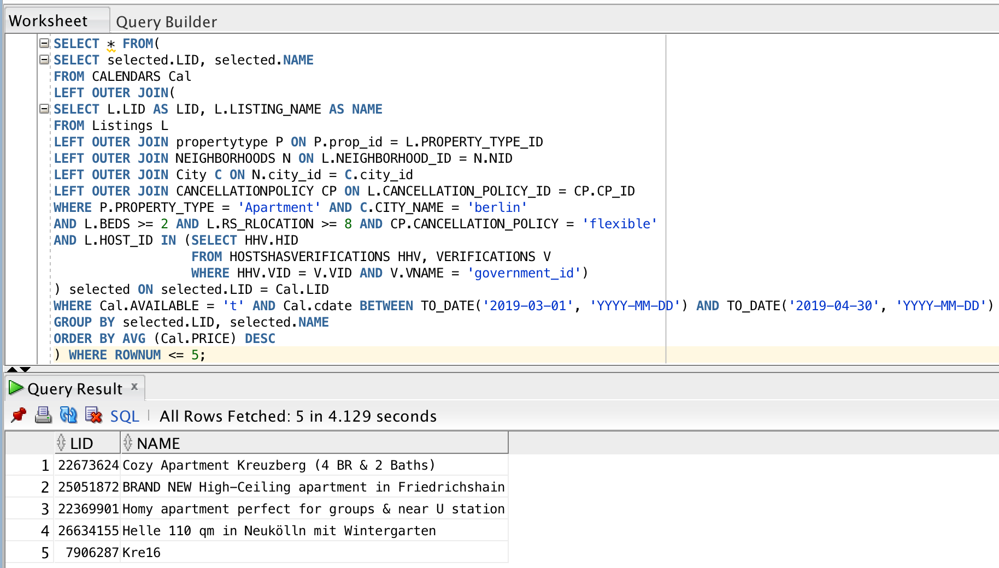 Worksheet Query Builder
SELECT * FROM(
SELECT selected.LID, selected.NAME
FROM CALENDARS Cal
LEFT OUTER JOIN(
SELECT L.LID AS LID, L.LISTING_NAME AS NAME
FROM Listings L
LEFT OUTER JOIN propertytype P ON P.prop_id = L.PROPERTY_TYPE_ID
LEFT OUTER JOIN NEIGHBORHOODS N ON L.NEIGHBORHOOD_ID = N.NID
LEFT OUTER JOIN City C ON N.city_id = C.city_id
LEFT OUTER JOIN CANCELLATIONPOLICY CP ON L.CANCELLATION_POLICY_ID = CP.CP_ID
WHERE P.PROPERTY_TYPE = 'Apartment' AND C.CITY_NAME = 'berlin'
AND L.BEDS >= 2 AND L.RS_RLOCATION >= 8 AND CP.CANCELLATION_POLICY = 'flexible'
AND L.HOST_ID IN (SELECT HHV.HID
FROM HOSTSHASVERIFICATIONS HHV, VERIFICATIONS V
WHERE HHV.VID = V.VID AND V.VNAME = 'government_id')
) selected ON selected.LID = Cal.LID
WHERE Cal.AVAILABLE = 't' AND Cal.cdate BETWEEN TO_DATE('2019-03-01', 'YYYY-MM-DD') AND TO_DATE('2019-04-30', 'YYYY-MM-DD')
GROUP BY selected.LID, selected.NAME
ORDER BY AVG (Cal.PRICE) DESC
) WHERE ROWNUM <= 5;
Query Result x
SQL | All Rows Fetched: 5 in 4.129 seconds
LID NAME
1 22673624 Cozy Apartment Kreuzberg (4 BR & 2 Baths)
2 25051872 BRAND NEW High-Ceiling apartment in Friedrichshain
3 22369901 Homy apartment perfect for groups & near U station
4 26634155 Helle 110 qm in Neukölln mit Wintergarten
5 7906287 Kre16